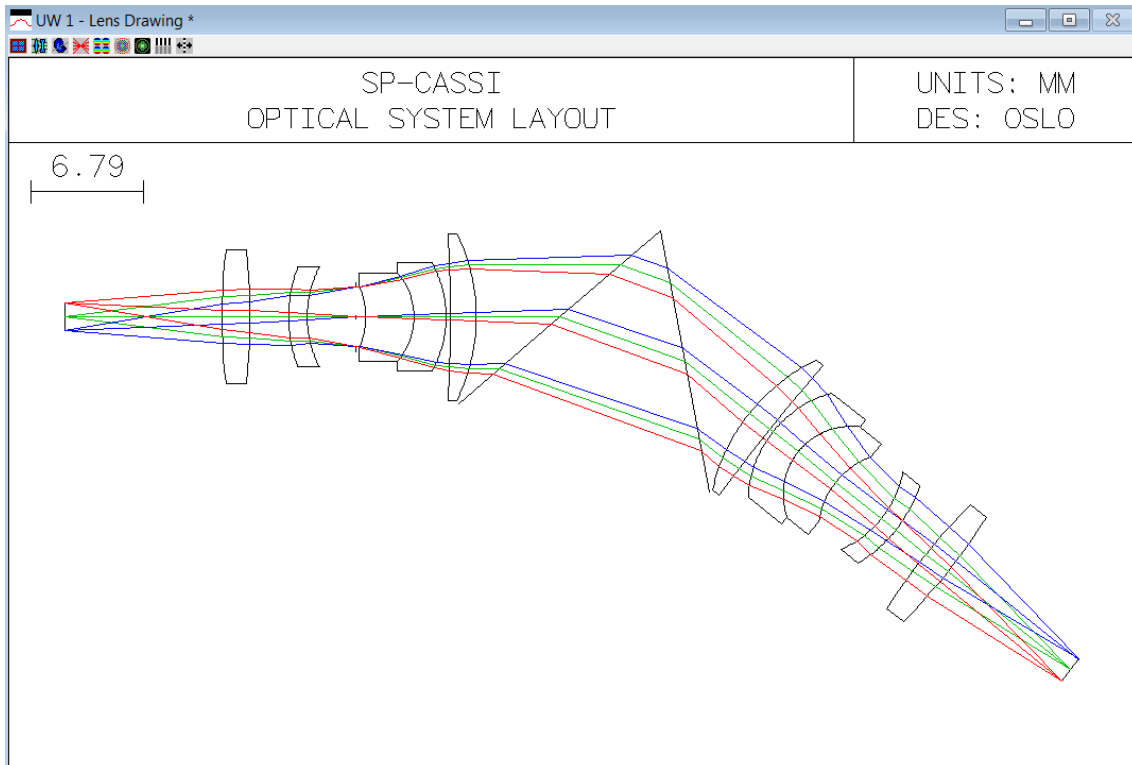 UW 1 - Lens Drawing *
SP-CASSI
OPTICAL SYSTEM LAYOUT
UNITS: MM
DES: OSLO
6.79